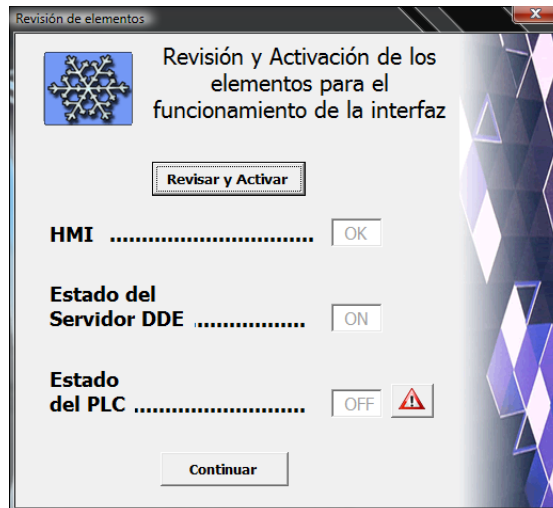 Revisión de elementos
Revisión y Activación de los
elementos para el
funcionamiento de la interfaz
Revisar y Activar
HMI ................................ OK
Estado del
Servidor DDE .................. ON
Estado
del PLC ........................... OFF
Continuar